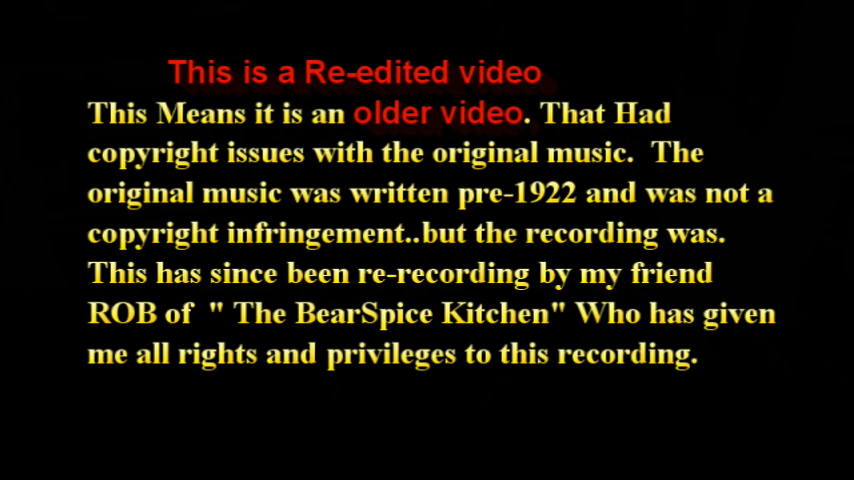 This is a Re-edited video
This Means it is an older video. That Had
copyright issues with the original music.  The
original music was written pre-1922 and was not a
copyright infringement..but the recording was.
This has since been re-recording by my friend
ROB of  " The BearSpice Kitchen" Who has given
me all rights and privileges to this recording.